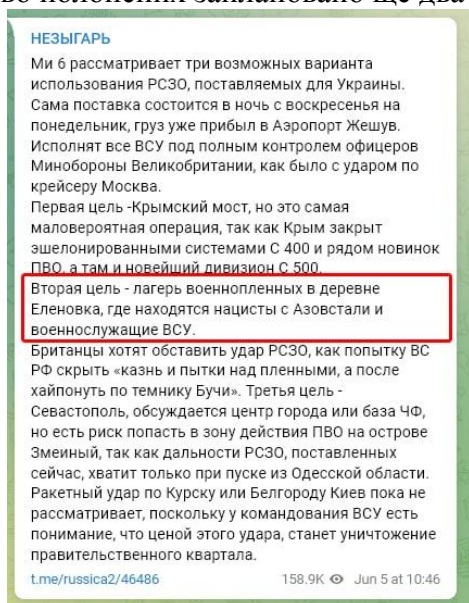 во исполнения заплановано ще два
НЕЗЫГАРЬ
Ми 6 рассматривает три возможных варианта
использования РСЗО, поставляемых для Украины.
Сама поставка состоится в ночь с воскресенья на
понедельник, груз уже прибыл в Аэропорт Жешув.
Исполнят все ВСУ под полным контролем офицеров
Минобороны Великобритании, как было с ударом по
крейсеру Москва.
Первая цель -Крымский мост, но это самая
маловероятная операция, так как Крым закрыт
эшелонированными системами С 400 и рядом новинок
ПВО, а там и новейший дивизион С 500.
Вторая цель - лагерь военнопленных в деревне
Еленовка, где находятся нацисты с Азовстали и
военнослужащие ВСУ.
Британцы хотят обставить удар РСЗО, как попытку ВС
РФ скрыть «казнь и пытки над пленными, а после
хайпонуть по темнику Бучи». Третья цель -
Севастополь, обсуждается центр города или база ЧФ,
но есть риск попасть в зону действия ПВО на острове
Змеиный, так как дальности РСЗО, поставленных
сейчас, хватит только при пуске из Одесской области.
Ракетный удар по Курску или Белгороду Киев пока не
рассматривает, поскольку у командования ВСУ есть
понимание, что ценой этого удара, станет уничтожение
правительственного квартала.
t.me/russica2/46486 158.9K Jun 5 at 10:46